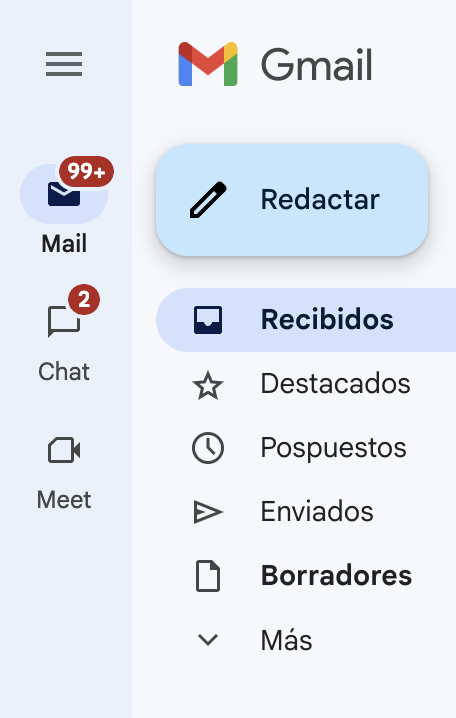 Gmail
99+
Mail
2
Chat
Meet
Redactar
Recibidos
Destacados
Pospuestos
Enviados
Borradores
Más